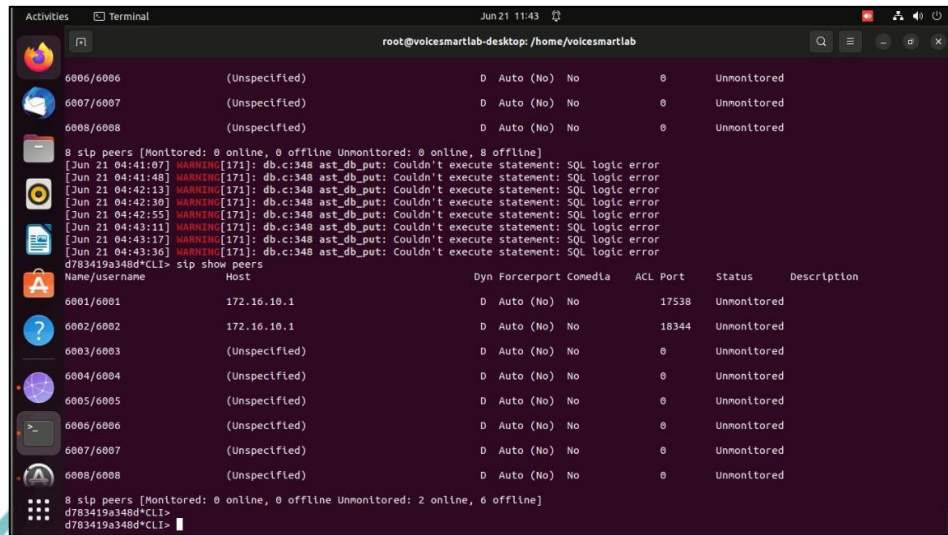 Activities Terminal Jun 21 11:43
root@voicesmartlab-desktop: /home/voicesmartlab
6006/6006 (Unspecified) D Auto (No) No 0 Unmonitored
6007/6007 (Unspecified) D Auto (No) No 0 Unmonitored
6008/6008 (Unspecified) D Auto (No) No 0 Unmonitored
8 sip peers [Monitored: 0 online, 0 offline Unmonitored: 0 online, 8 offline]
[Jun 21 04:41:07] WARNING[171]: db.c:348 ast_db_put: Couldn't execute statement: SQL logic error
[Jun 21 04:41:48] WARNING[171]: db.c:348 ast_db_put: Couldn't execute statement: SQL logic error
[Jun 21 04:42:13] WARNING[171]: db.c:348 ast_db_put: Couldn't execute statement: SQL logic error
[Jun 21 04:42:30] WARNING[171]: db.c:348 ast_db_put: Couldn't execute statement: SQL logic error
[Jun 21 04:42:55] WARNING[171]: db.c:348 ast_db_put: Couldn't execute statement: SQL logic error
[Jun 21 04:43:11] WARNING[171]: db.c:348 ast_db_put: Couldn't execute statement: SQL logic error
[Jun 21 04:43:17] WARNING[171]: db.c:348 ast_db_put: Couldn't execute statement: SQL logic error
[Jun 21 04:43:36] WARNING[171]: db.c:348 ast_db_put: Couldn't execute statement: SQL logic error
d783419a348d*CLI> sip show peers
Name/username Host Dyn Forcerport Comedia ACL Port Status Description
6001/6001 172.16.10.1 D Auto (No) No 17538 Unmonitored
6002/6002 172.16.10.1 D Auto (No) No 18344 Unmonitored
6003/6003 (Unspecified) D Auto (No) No 0 Unmonitored
6004/6004 (Unspecified) D Auto (No) No 0 Unmonitored
6005/6005 (Unspecified) D Auto (No) No 0 Unmonitored
6006/6006 (Unspecified) D Auto (No) No 0 Unmonitored
6007/6007 (Unspecified) D Auto (No) No 0 Unmonitored
6008/6008 (Unspecified) D Auto (No) No 0 Unmonitored
8 sip peers [Monitored: 0 online, 0 offline Unmonitored: 2 online, 6 offline]
d783419a348d*CLI>
d783419a348d*CLI>